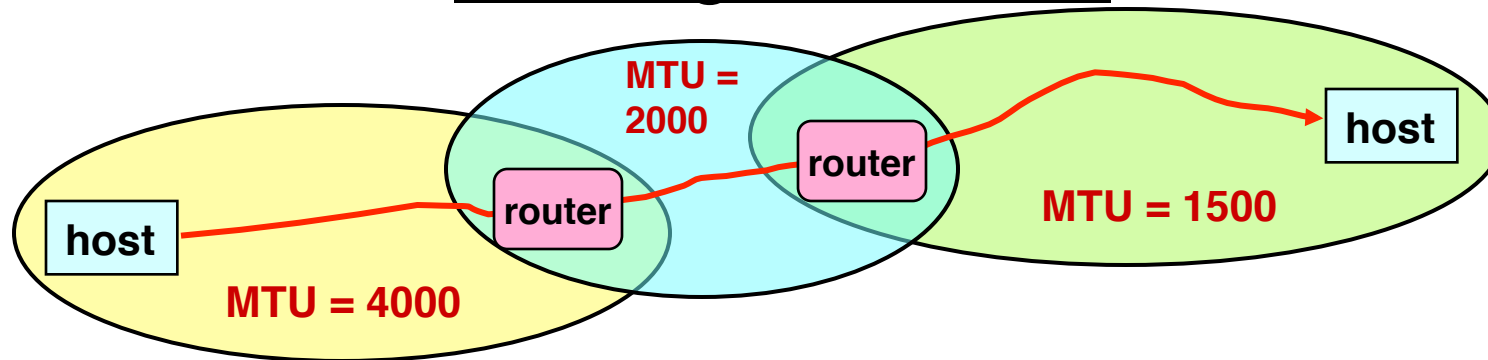 MTU =
2000
host
router
router
host
MTU = 1500
MTU = 4000